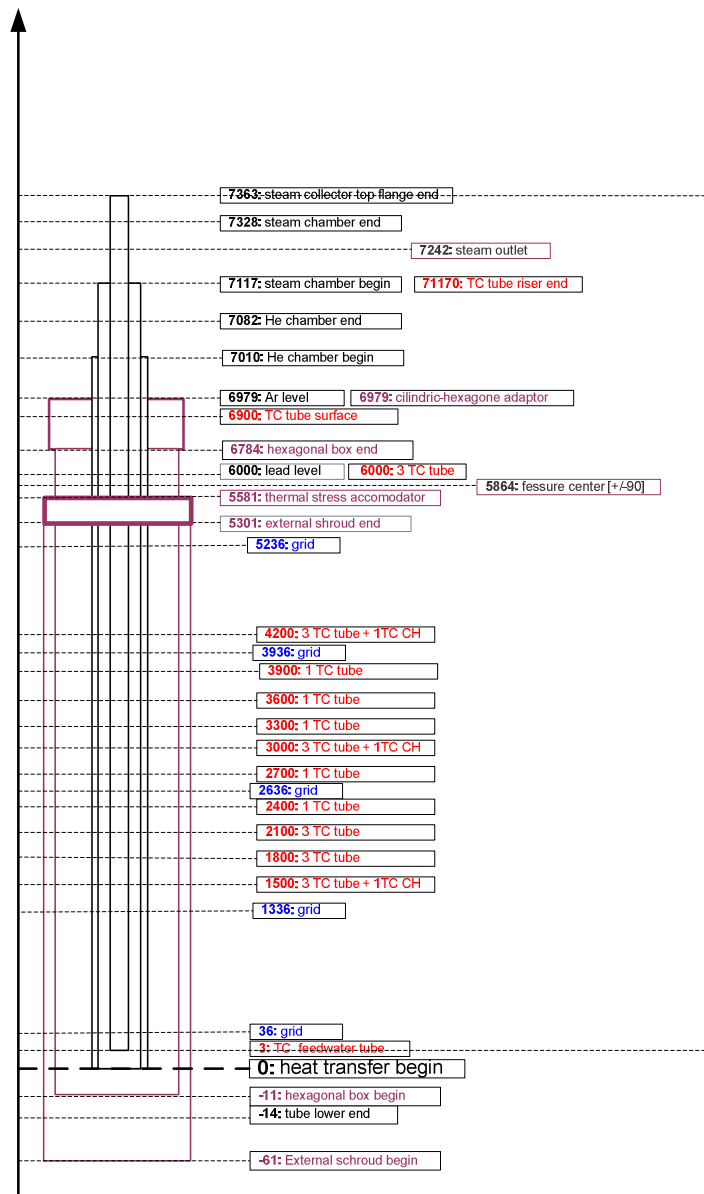 7363: steam collector top flange end
7328: steam chamber end
7242: steam outlet
7117: steam chamber begin 71170: TC tube riser end
7082: He chamber end
7010: He chamber begin
6979: Ar level 6979: cilindric-hexagone adaptor
6900: TC tube surface
6784: hexagonal box end
6000: lead level 6000: 3 TC tube
5864: fessure center [+/-90]
5581: thermal stress accomodator
5301: external shroud end
5236: grid
4200: 3 TC tube + 1TC CH
3936: grid
3900: 1 TC tube
3600: 1 TC tube
3300: 1 TC tube
3000: 3 TC tube + 1TC CH
2700: 1 TC tube
2636: grid
2400: 1 TC tube
2100: 3 TC tube
1800: 3 TC tube
1500: 3 TC tube + 1TC CH
1336: grid
36: grid
3: TC feedwater tube
0: heat transfer begin
-11: hexagonal box begin
-14: tube lower end
-61: External schroud begin